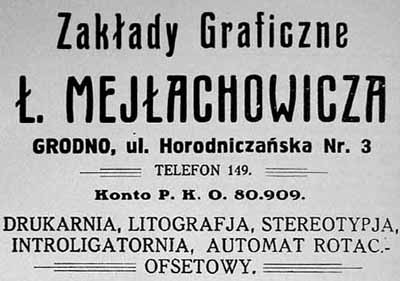 Zakłady Graficzne
Ł. MEJŁACHOWICZA
GRODNO, ul. Horodniczańska Nr. 3
TELEFON 149.
Konto P. K. O. 80.909.
DRUKARNIA, LITOGRAFJA, STEREOTYPJA,
INTROLIGATORNIA, AUTOMAT ROTAC.-
OFSETOWY.